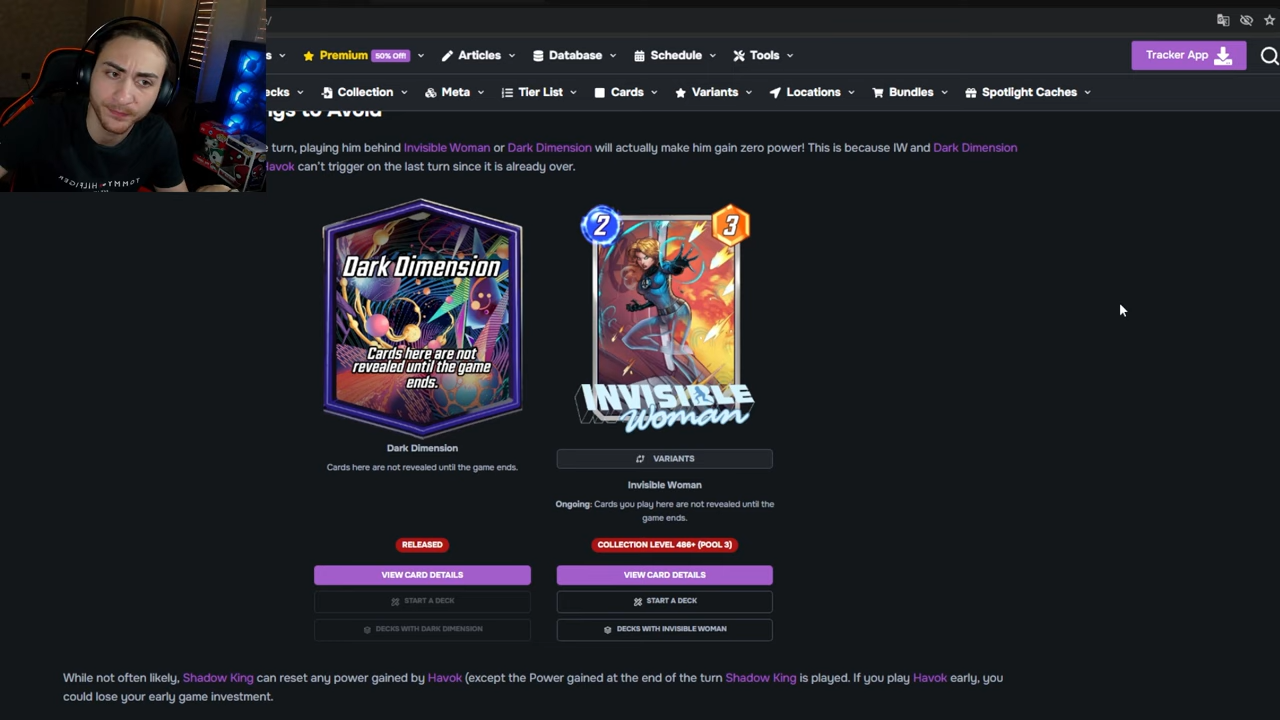 /
s
Premium 50% Off!
Articles
Database
Schedule
Tools
Tracker App
ecks
Collection
Meta
Tier List
Cards
Variants
Locations
Bundles
Spotlight Caches
gs to Avoid
e turn, playing him behind Invisible Woman or Dark Dimension will actually make him gain zero power! This is because IW and Dark Dimension
Havok can't trigger on the last turn since it is already over.
Dark Dimension
Cards here are not
revealed until the game
ends.
Dark Dimension
Cards here are not revealed until the game ends.
RELEASED
VIEW CARD DETAILS
START A DECK
DECKS WITH DARK DIMENSION
2
3
INVISIBLE
Woman
VARIANTS
Invisible Woman
Ongoing: Cards you play here are not revealed until the
game ends.
COLLECTION LEVEL 486+ (POOL 3)
VIEW CARD DETAILS
START A DECK
DECKS WITH INVISIBLE WOMAN
While not often likely, Shadow King can reset any power gained by Havok (except the Power gained at the end of the turn Shadow King is played. If you play Havok early, you
could lose your early game investment.